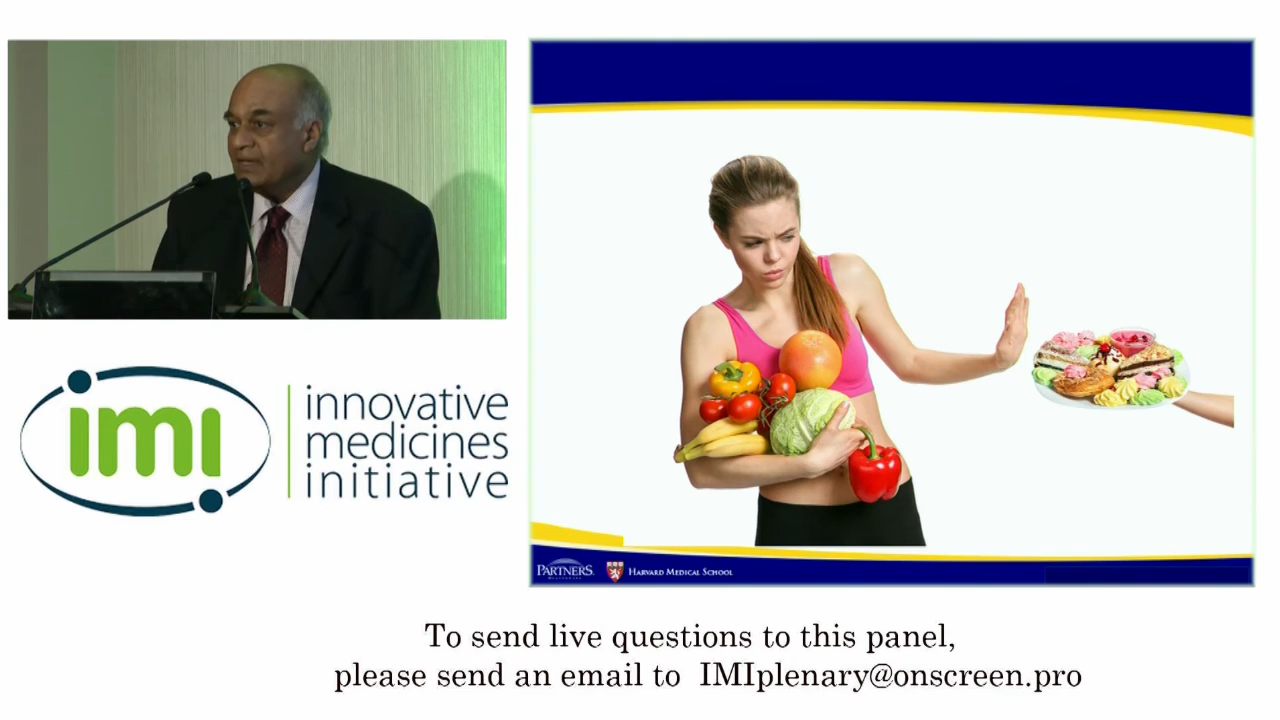 imi
innovative
medicines
initiative
PARTNERS.
HARVARD MEDICAL SCHOOL
To send live questions to this panel,
please send an email to IMIplenary@onscreen.pro